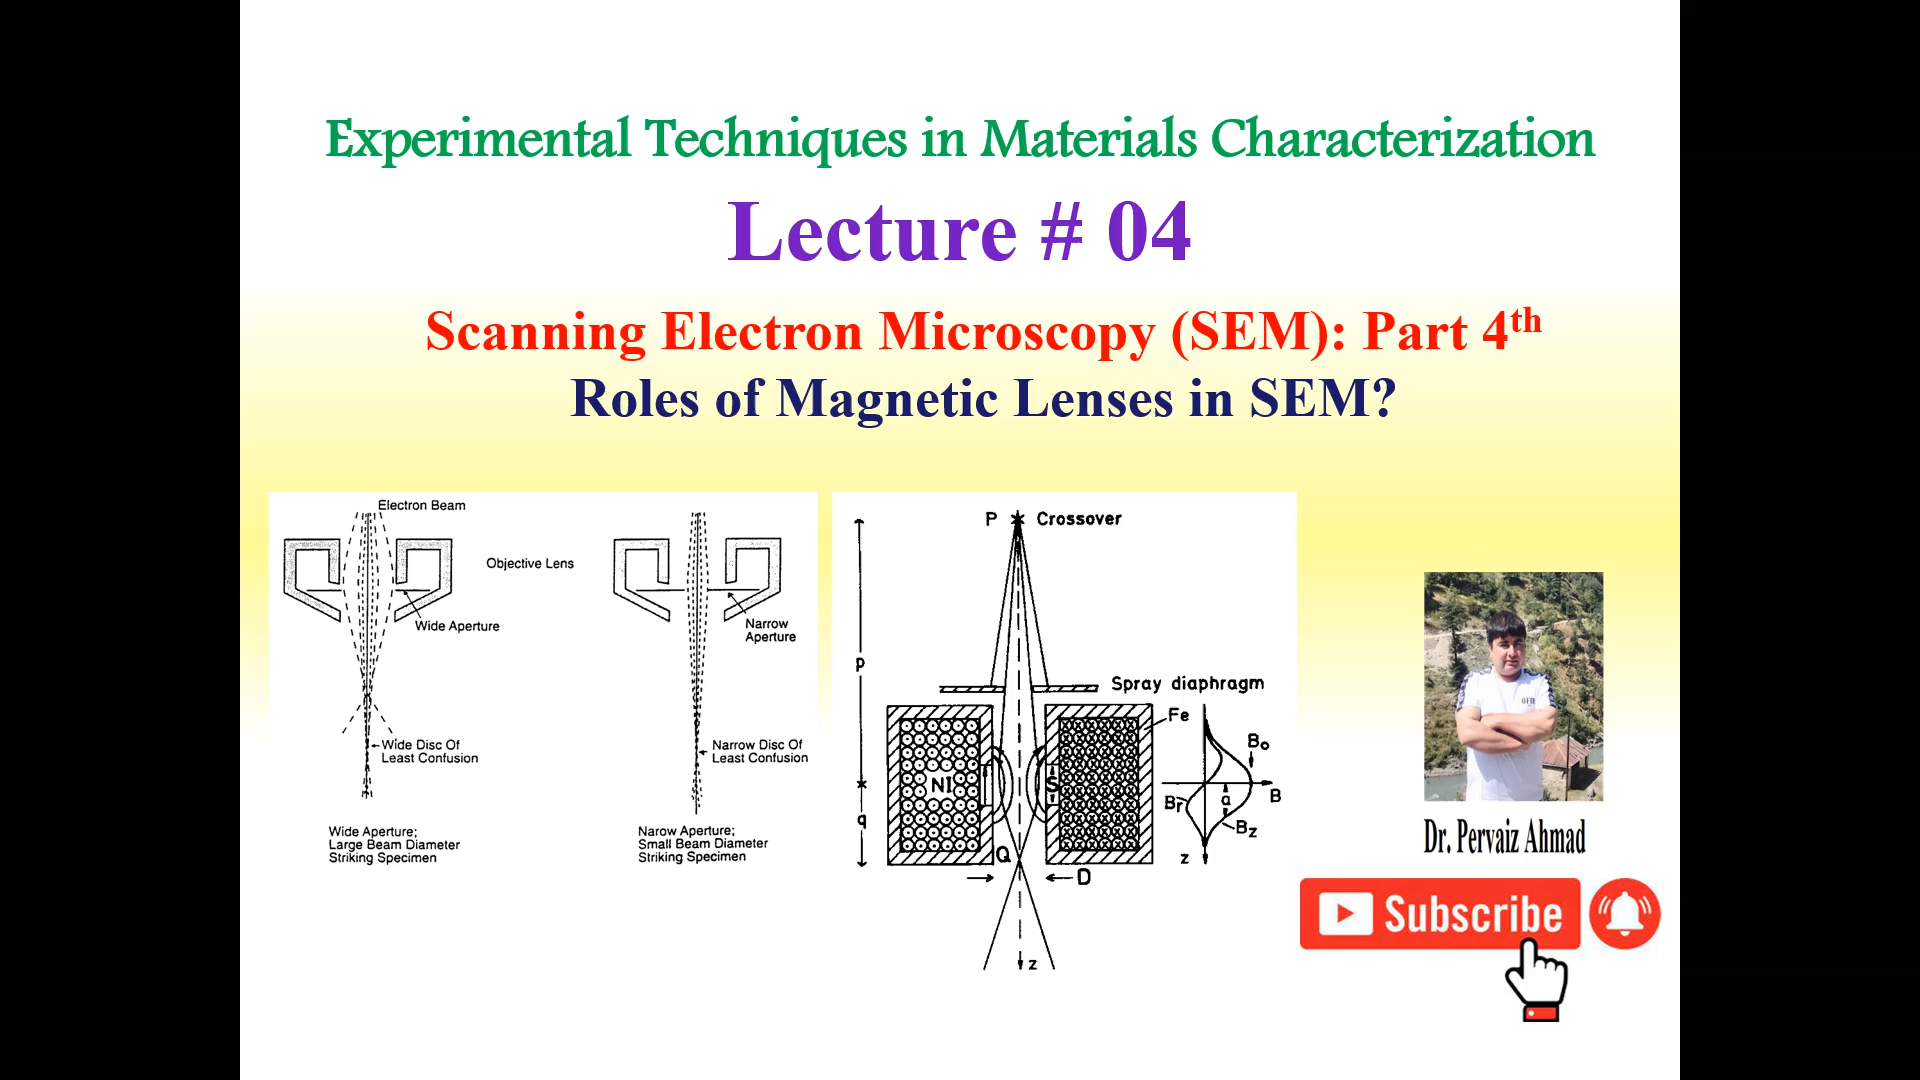 Experimental Techniques in Materials Characterization
Lecture # 04
Scanning Electron Microscopy (SEM): Part 4th
Roles of Magnetic Lenses in SEM?
Electron Beam
Objective Lens
Wide Aperture
Narrow
Aperture
Wide Disc Of
Least Confusion
Narrow Disc Of
Least Confusion
Wide Aperture;
Large Beam Diameter
Striking Specimen
Narow Aperture;
Small Beam Diameter
Striking Specimen
P
Crossover
p
Spray diaphragm
Fe
NI
S
q
Q
D
z
B₀
B
Br
a
Bz
z
Dr. Pervaiz Ahmad
Subscribe